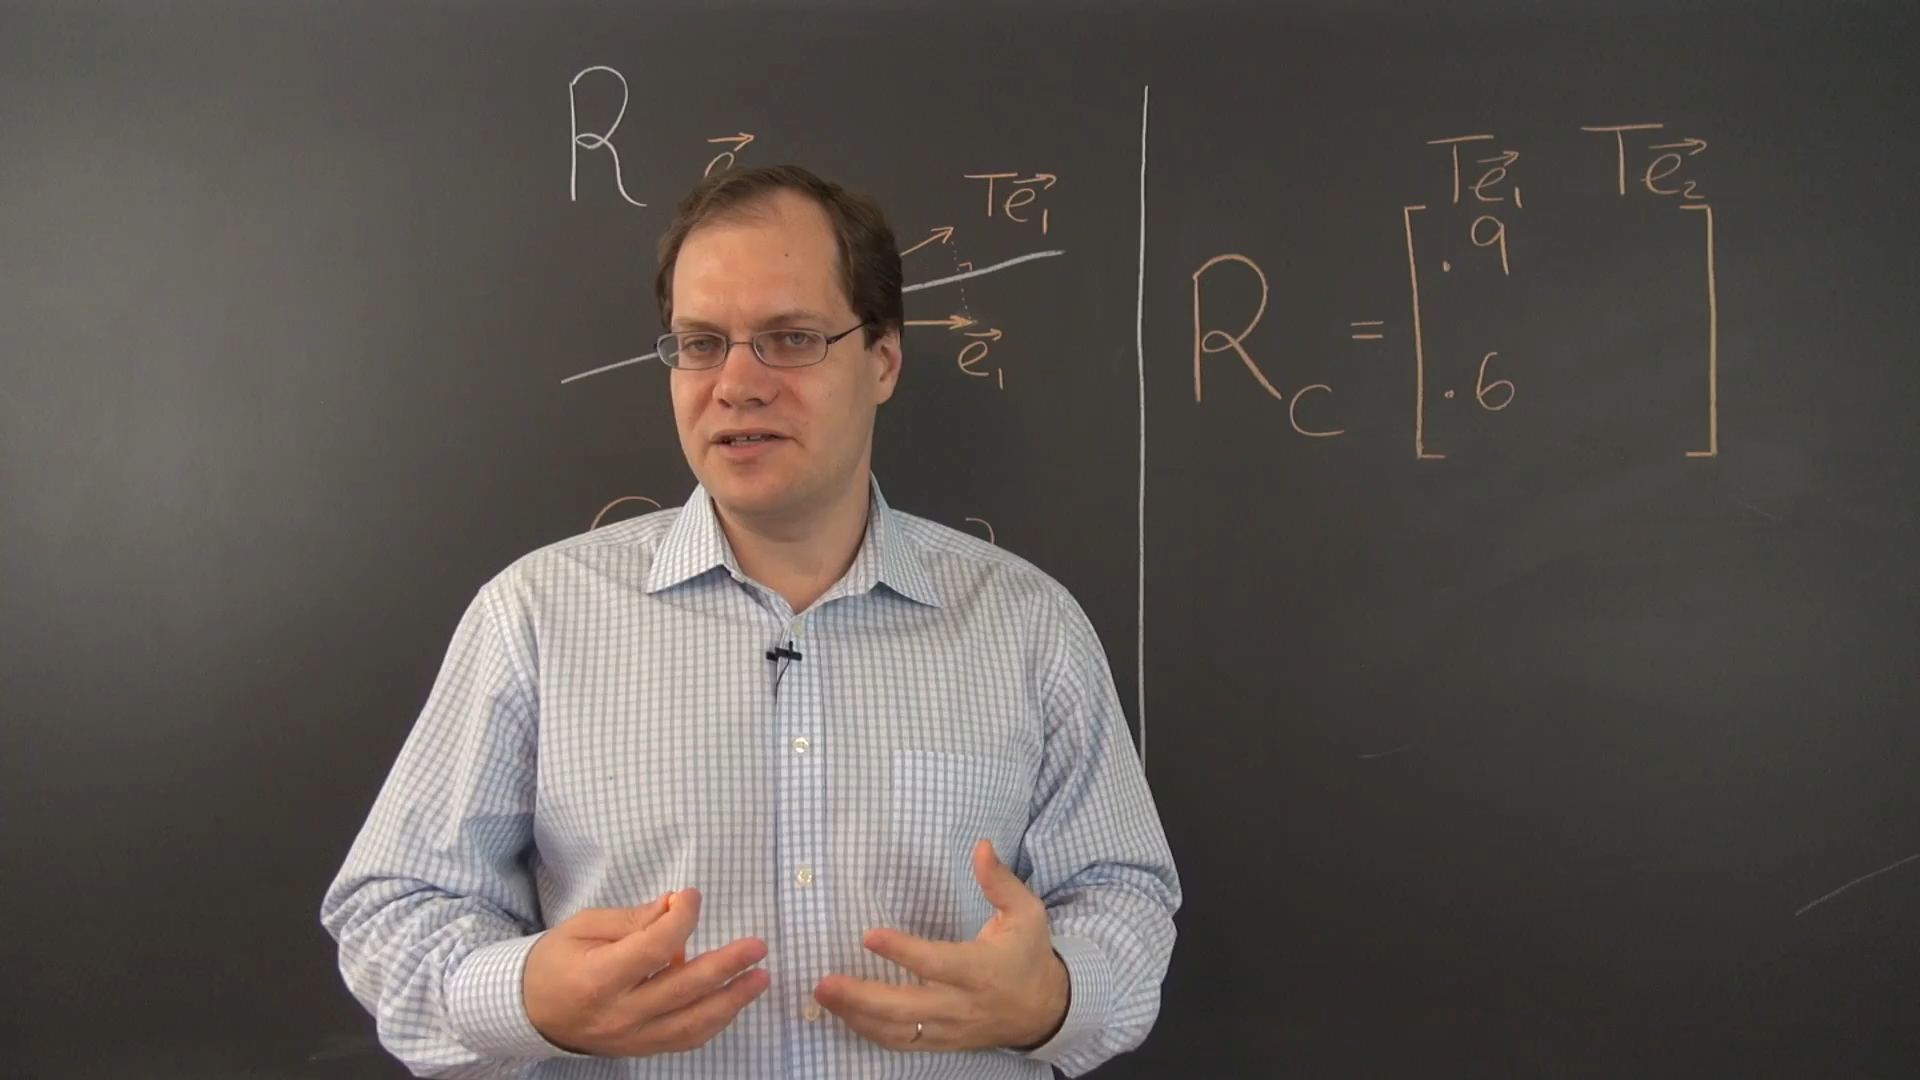 R
Te⃗₁
e⃗₁
Te⃗₁ Te⃗₂
R_C = [
.9
.6
]